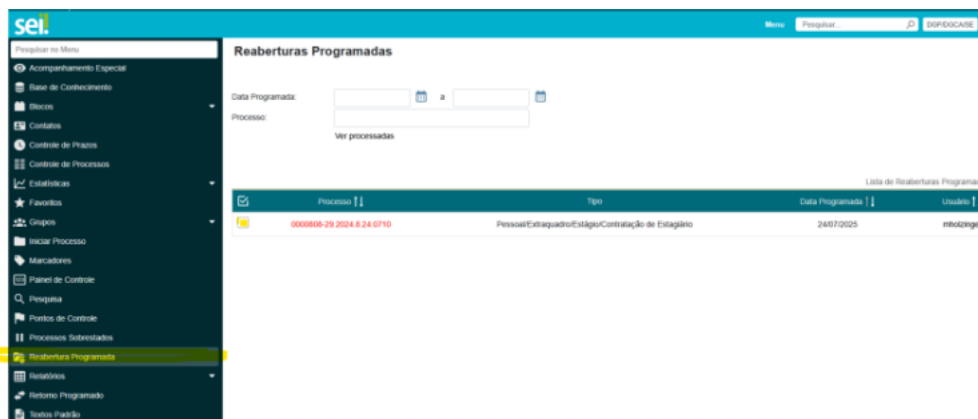 sei!
Menu
Pesquisar...
DGP/DGCA/SE
Pesquisar no Menu
Acompanhamento Especial
Base de Conhecimento
Blocos
Contatos
Controle de Prazos
Controle de Processos
Estatísticas
Favoritos
Grupos
Iniciar Processo
Marcadores
Painel de Controle
Pesquisa
Pontos de Controle
Processos Sobrestados
Reabertura Programada
Relatórios
Retorno Programado
Textos Padrão
Reaberturas Programadas
Data Programada:
a
Processo:
Ver processadas
Lista de Reaberturas Programa
Processo Tipo Data Programada Usuário
0000808-29.2024.8.24.0710 Pessoal/Extraquadro/Estágio/Contratação de Estagiário 24/07/2025